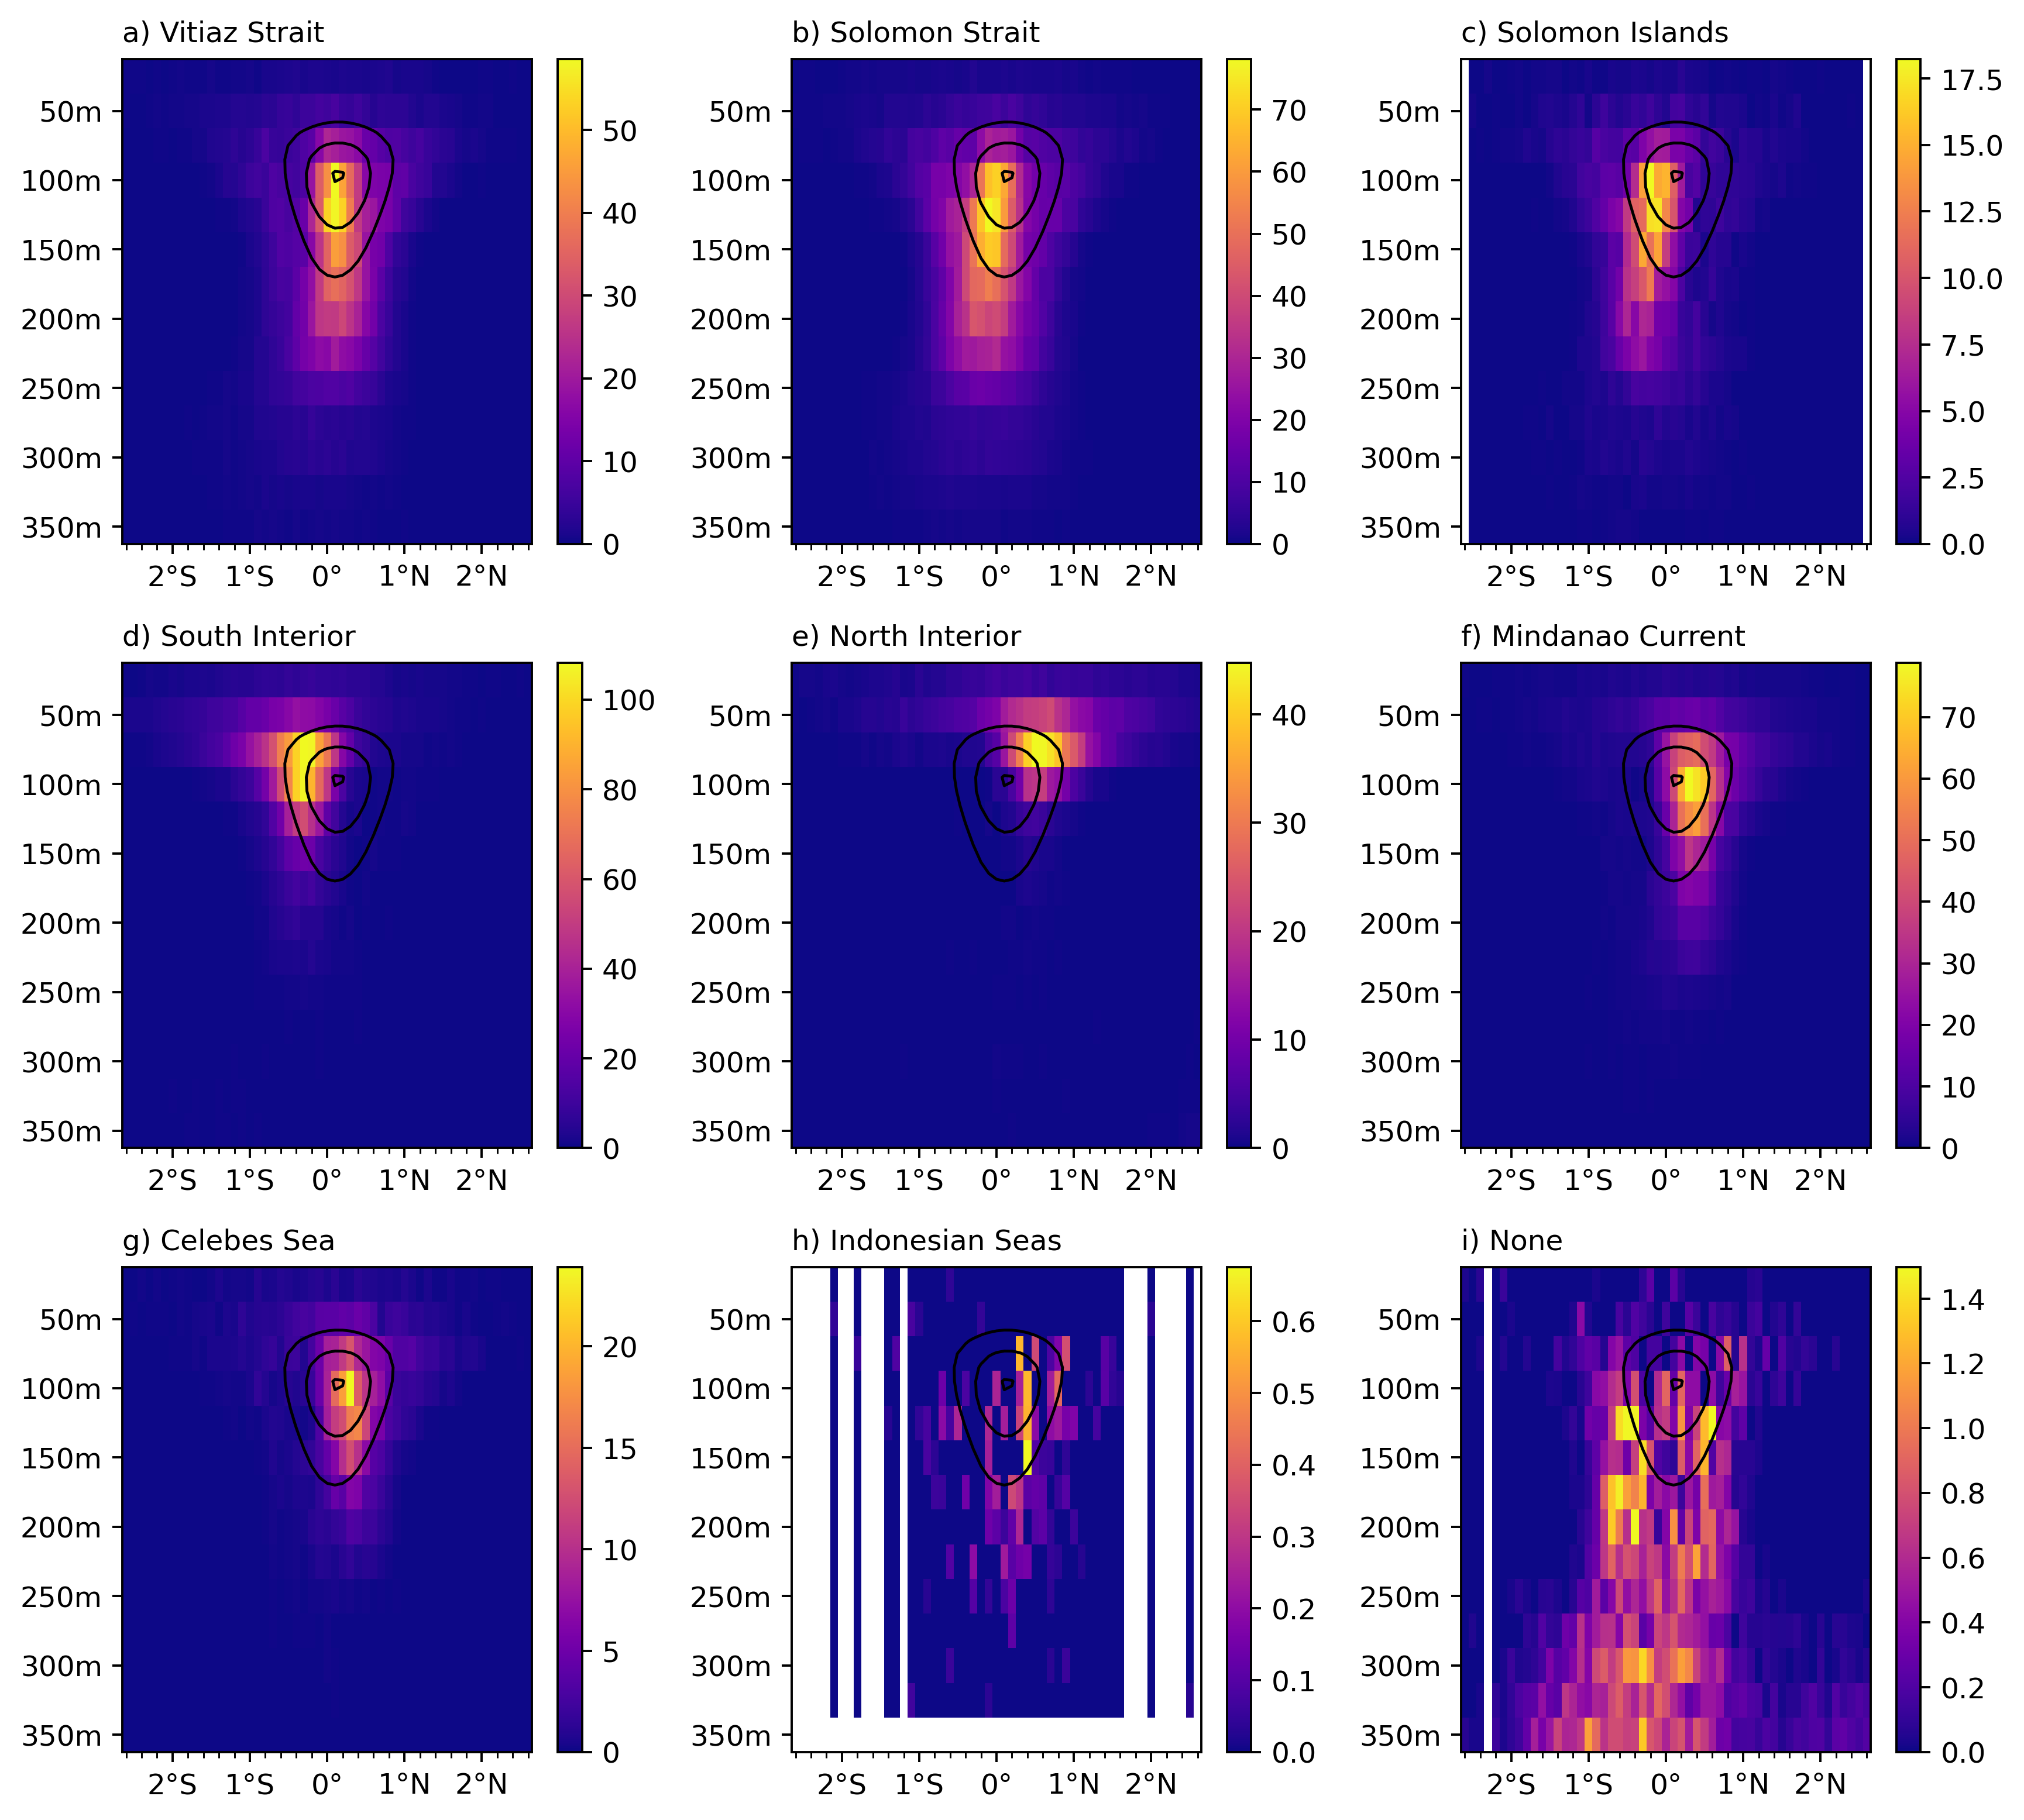 a) Vitiaz Strait
50m
100m
150m
200m
250m
300m
350m
2°S 1°S 0° 1°N 2°N
50
40
30
20
10
0
b) Solomon Strait
50m
100m
150m
200m
250m
300m
350m
2°S 1°S 0° 1°N 2°N
70
60
50
40
30
20
10
0
c) Solomon Islands
50m
100m
150m
200m
250m
300m
350m
2°S 1°S 0° 1°N 2°N
17.5
15.0
12.5
10.0
7.5
5.0
2.5
0.0
d) South Interior
50m
100m
150m
200m
250m
300m
350m
2°S 1°S 0° 1°N 2°N
100
80
60
40
20
0
e) North Interior
50m
100m
150m
200m
250m
300m
350m
2°S 1°S 0° 1°N 2°N
40
30
20
10
0
f) Mindanao Current
50m
100m
150m
200m
250m
300m
350m
2°S 1°S 0° 1°N 2°N
70
60
50
40
30
20
10
0
g) Celebes Sea
50m
100m
150m
200m
250m
300m
350m
2°S 1°S 0° 1°N 2°N
20
15
10
5
0
h) Indonesian Seas
50m
100m
150m
200m
250m
300m
350m
2°S 1°S 0° 1°N 2°N
0.6
0.5
0.4
0.3
0.2
0.1
0.0
i) None
50m
100m
150m
200m
250m
300m
350m
2°S 1°S 0° 1°N 2°N
1.4
1.2
1.0
0.8
0.6
0.4
0.2
0.0